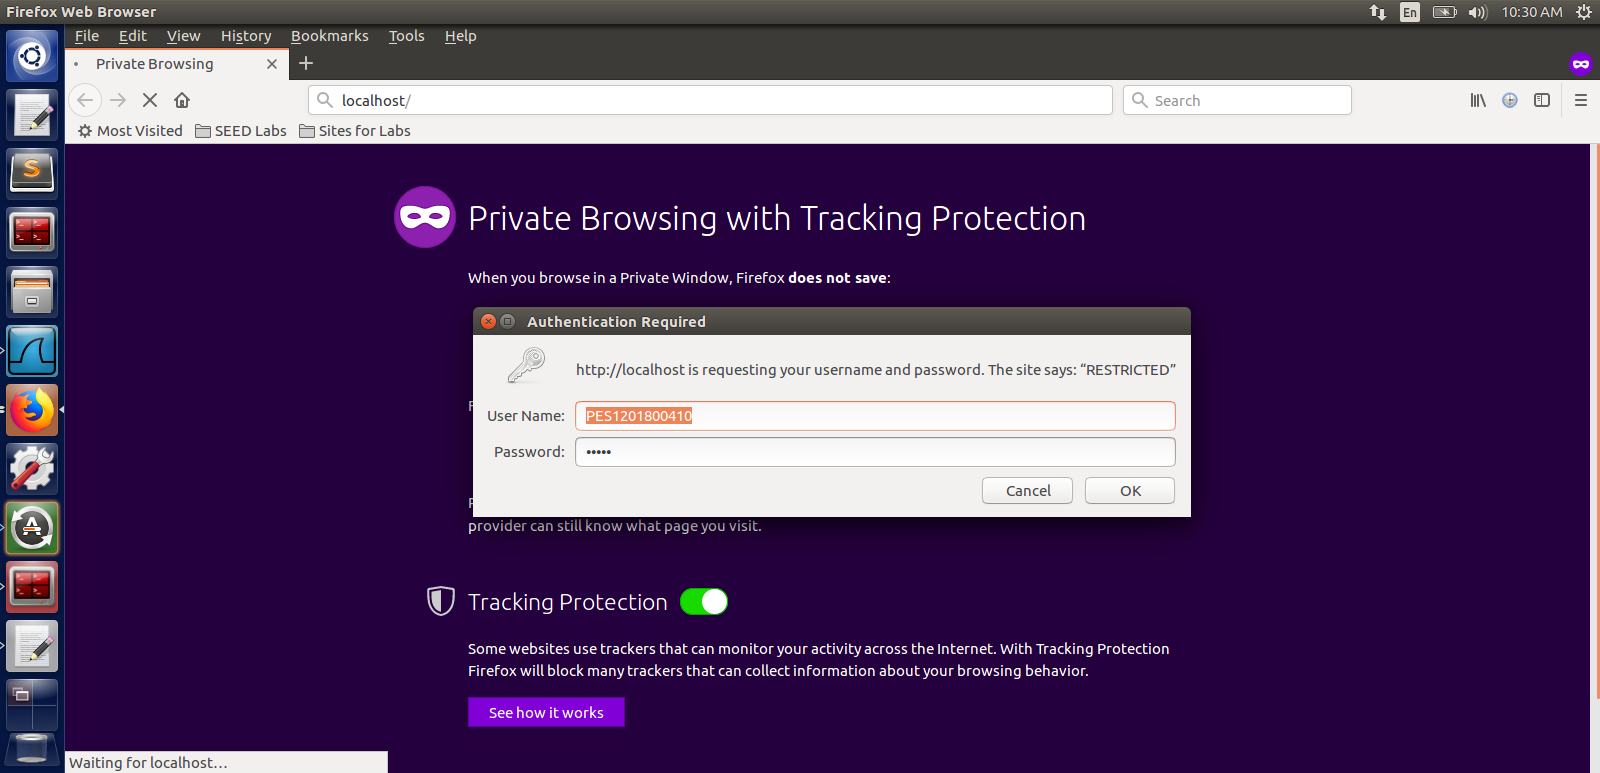 Firefox Web Browser
En
10:30 AM
File Edit View History Bookmarks Tools Help
Private Browsing
localhost/
Search
Most Visited SEED Labs Sites for Labs
Private Browsing with Tracking Protection
When you browse in a Private Window, Firefox does not save:
Authentication Required
http://localhost is requesting your username and password. The site says: “RESTRICTED”
User Name: PES1201800410
Password: •••••
Cancel OK
provider can still know what page you visit.
Tracking Protection
Some websites use trackers that can monitor your activity across the Internet. With Tracking Protection
Firefox will block many trackers that can collect information about your browsing behavior.
See how it works
Waiting for localhost…